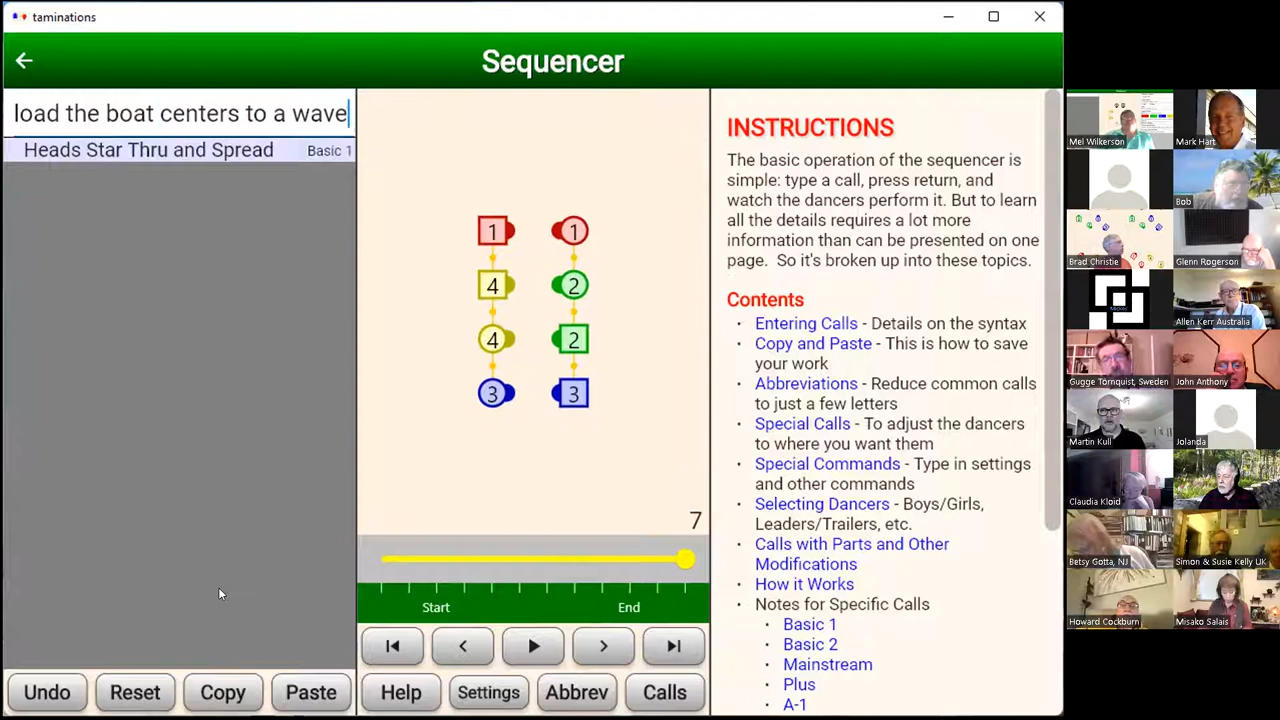 taminations
Sequencer
load the boat centers to a wave
Heads Star Thru and Spread Basic 1
1 1
4 2
4 2
3 3
7
Start End
Undo Reset Copy Paste
Help Settings Abbrev Calls
INSTRUCTIONS
The basic operation of the sequencer is
simple: type a call, press return, and
watch the dancers perform it. But to learn
all the details requires a lot more
information than can be presented on one
page. So it's broken up into these topics.
Contents
· Entering Calls - Details on the syntax
· Copy and Paste - This is how to save
your work
· Abbreviations - Reduce common calls
to just a few letters
· Special Calls - To adjust the dancers
to where you want them
· Special Commands - Type in settings
and other commands
· Selecting Dancers - Boys/Girls,
Leaders/Trailers, etc.
· Calls with Parts and Other
Modifications
· How it Works
· Notes for Specific Calls
· Basic 1
· Basic 2
· Mainstream
· Plus
· A-1
Mel Wilkerson
Mark Hart
Bob
Brad Christie
Glenn Rogerson
Allen Kerr Australia
Gugge Törnquist, Sweden
John Anthony
Martin Kull
Jolanda
Claudia Kloid
Betsy Gotta, NJ
Simon & Susie Kelly UK
Howard Cockburn
Misako Salais